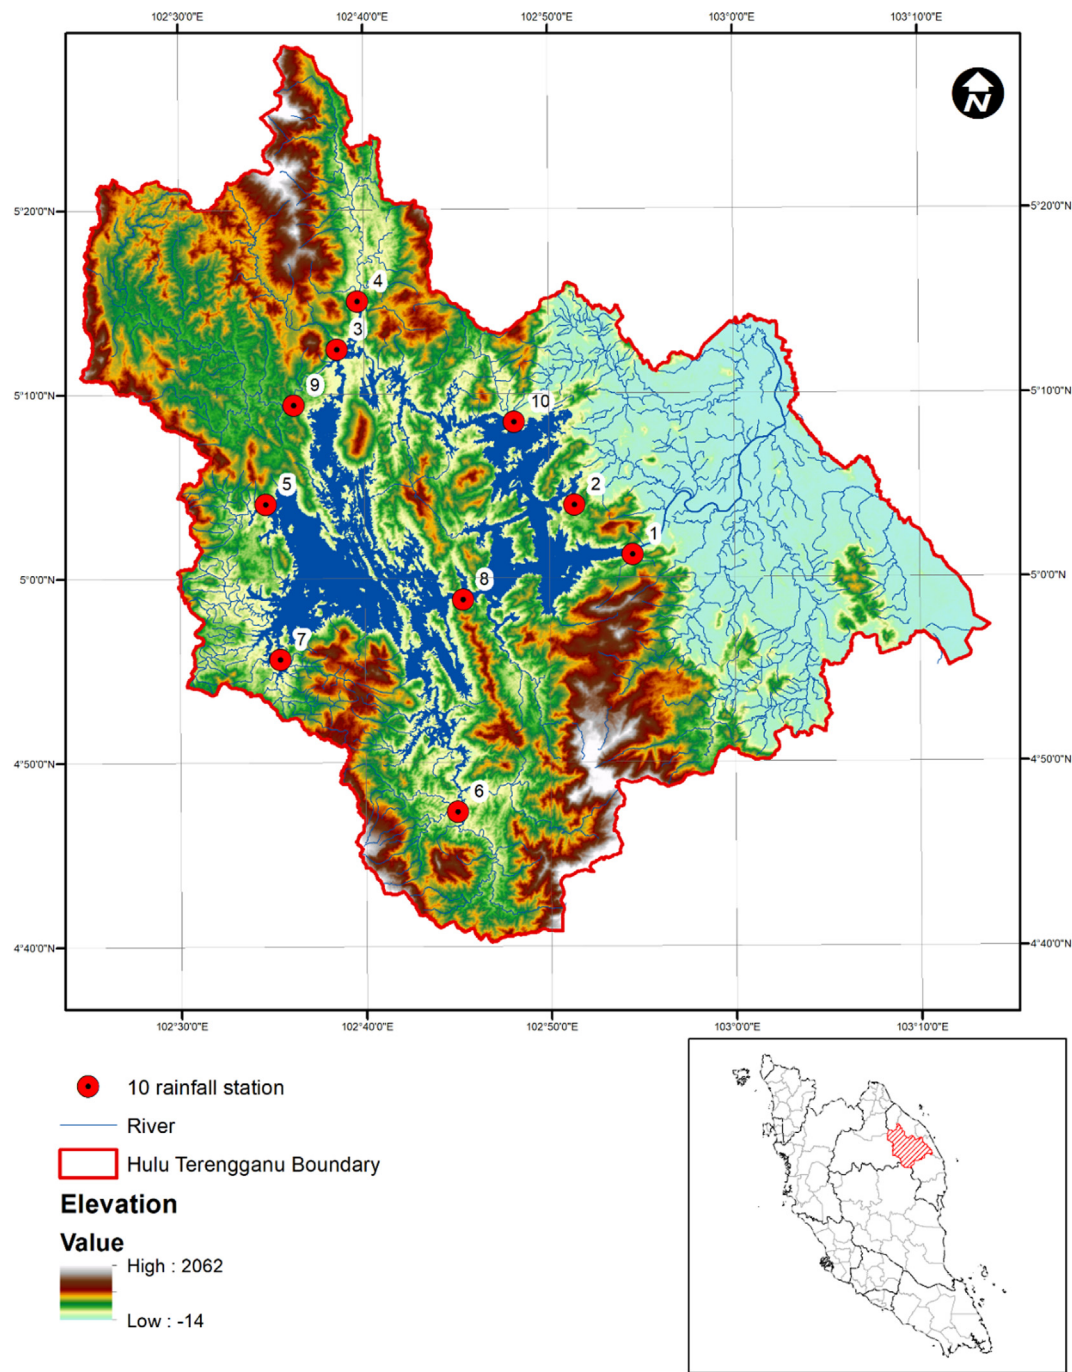 102°30'0"E 102°40'0"E 102°50'0"E 103°0'0"E 103°10'0"E
N
5°20'0"N 5°20'0"N
4
3
9
5°10'0"N 10 5°10'0"N
5 2
1
5°0'0"N 8 5°0'0"N
7
4°50'0"N 4°50'0"N
6
4°40'0"N 4°40'0"N
102°30'0"E 102°40'0"E 102°50'0"E 103°0'0"E 103°10'0"E
10 rainfall station
River
Hulu Terengganu Boundary
Elevation
Value
High : 2062
Low : -14